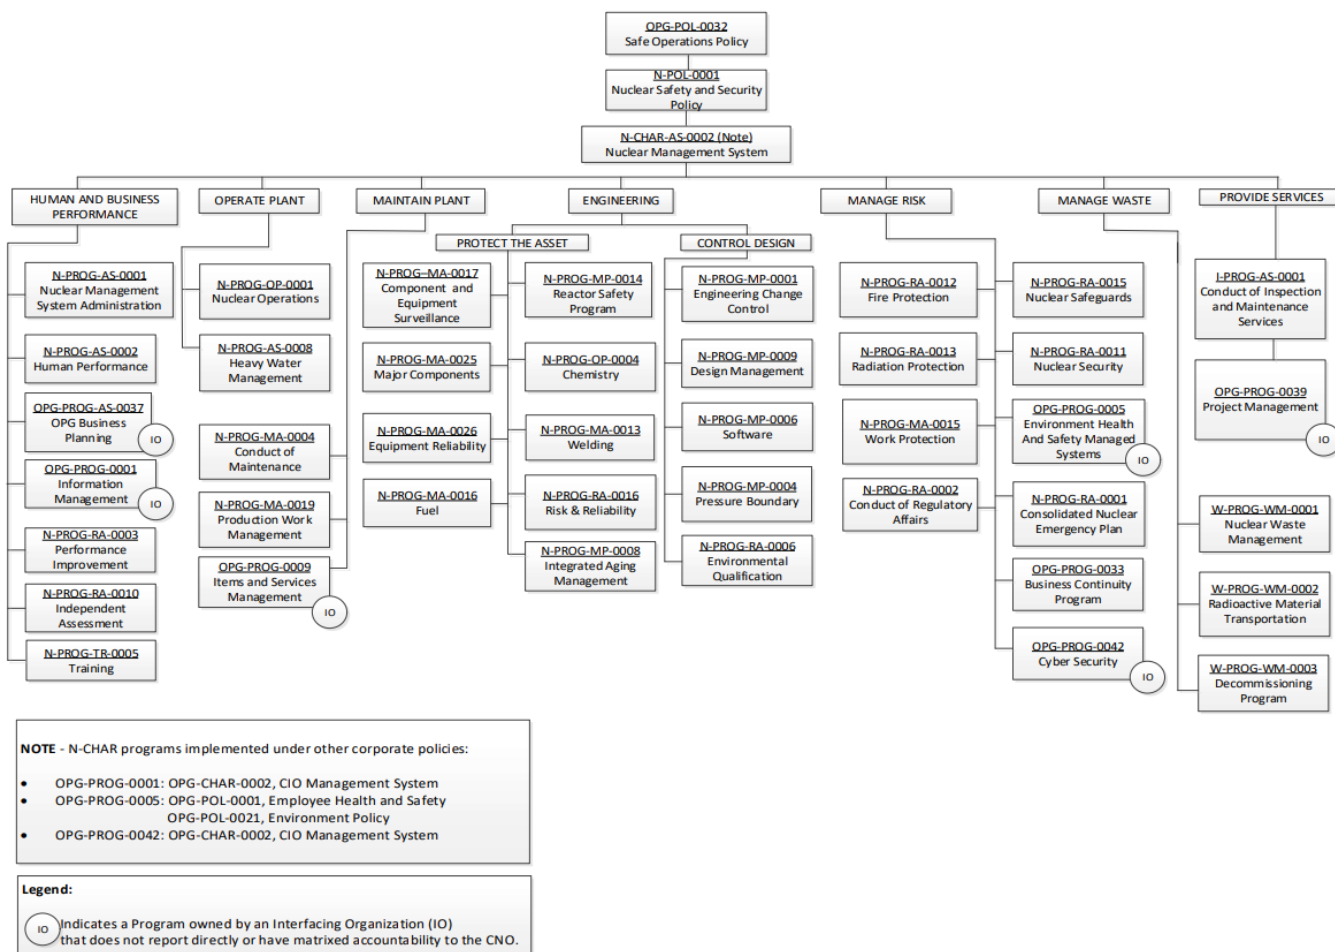 OPG-POL-0032
Safe Operations Policy
N-POL-0001
Nuclear Safety and Security
Policy
N-CHAR-AS-0002 (Note)
Nuclear Management System
HUMAN AND BUSINESS
PERFORMANCE
OPERATE PLANT
MAINTAIN PLANT
ENGINEERING
MANAGE RISK
MANAGE WASTE
PROVIDE SERVICES
PROTECT THE ASSET
CONTROL DESIGN
N-PROG-AS-0001
Nuclear Management
System Administration
N-PROG-AS-0002
Human Performance
OPG-PROG-AS-0037
OPG Business
Planning
IO
OPG-PROG-0001
Information
Management
IO
N-PROG-RA-0003
Performance
Improvement
N-PROG-RA-0010
Independent
Assessment
N-PROG-TR-0005
Training
N-PROG-OP-0001
Nuclear Operations
N-PROG-AS-0008
Heavy Water
Management
N-PROG-MA-0004
Conduct of
Maintenance
N-PROG-MA-0019
Production Work
Management
OPG-PROG-0009
Items and Services
Management
IO
N-PROG-MA-0017
Component and
Equipment
Surveillance
N-PROG-MA-0025
Major Components
N-PROG-MA-0026
Equipment Reliability
N-PROG-MA-0016
Fuel
N-PROG-MP-0014
Reactor Safety
Program
N-PROG-OP-0004
Chemistry
N-PROG-MA-0013
Welding
N-PROG-RA-0016
Risk & Reliability
N-PROG-MP-0008
Integrated Aging
Management
N-PROG-MP-0001
Engineering Change
Control
N-PROG-MP-0009
Design Management
N-PROG-MP-0006
Software
N-PROG-MP-0004
Pressure Boundary
N-PROG-RA-0006
Environmental
Qualification
N-PROG-RA-0012
Fire Protection
N-PROG-RA-0013
Radiation Protection
N-PROG-MA-0015
Work Protection
N-PROG-RA-0002
Conduct of Regulatory
Affairs
N-PROG-RA-0015
Nuclear Safeguards
N-PROG-RA-0011
Nuclear Security
OPG-PROG-0005
Environment Health
And Safety Managed
Systems
IO
N-PROG-RA-0001
Consolidated Nuclear
Emergency Plan
OPG-PROG-0033
Business Continuity
Program
OPG-PROG-0042
Cyber Security
IO
W-PROG-WM-0001
Nuclear Waste
Management
W-PROG-WM-0002
Radioactive Material
Transportation
W-PROG-WM-0003
Decommissioning
Program
I-PROG-AS-0001
Conduct of Inspection
and Maintenance
Services
OPG-PROG-0039
Project Management
IO
NOTE - N-CHAR programs implemented under other corporate policies:
• OPG-PROG-0001: OPG-CHAR-0002, CIO Management System
• OPG-PROG-0005: OPG-POL-0001, Employee Health and Safety
OPG-POL-0021, Environment Policy
• OPG-PROG-0042: OPG-CHAR-0002, CIO Management System
Legend:
IO Indicates a Program owned by an Interfacing Organization (IO)
that does not report directly or have matrixed accountability to the CNO.